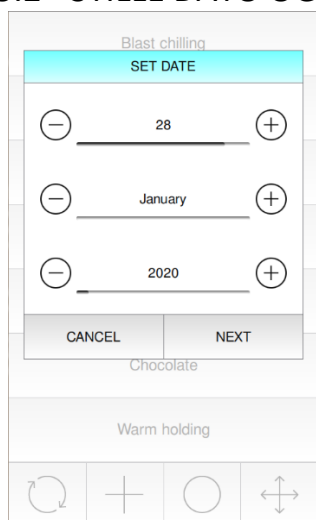 Blast chilling
SET DATE
28
January
2020
CANCEL NEXT
Chocolate
Warm holding